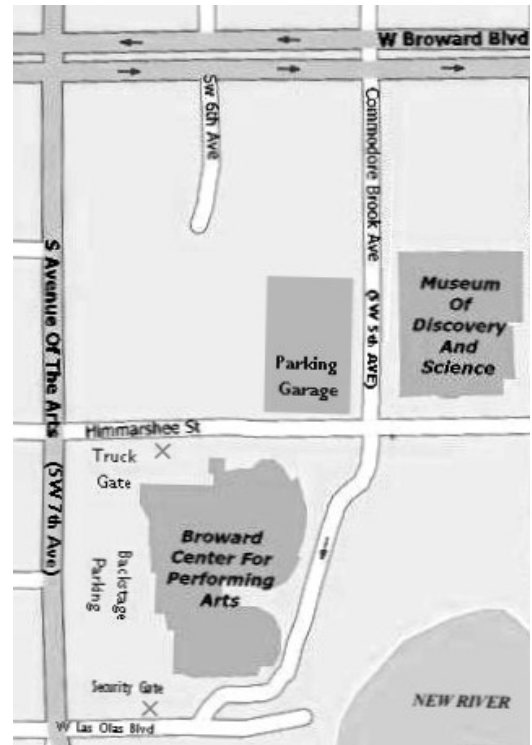 W Broward Blvd
Sw 6th Ave
Commodore Brook Ave
(SW 5th AVE)
S Avenue Of The Arts
(SW 7th Ave)
Museum
Of
Discovery
And
Science
Parking
Garage
Himmarshee St
Truck
Gate
Broward
Center For
Performing
Arts
Backstage
Parking
Security Gate
W Las Olas Blvd
NEW RIVER